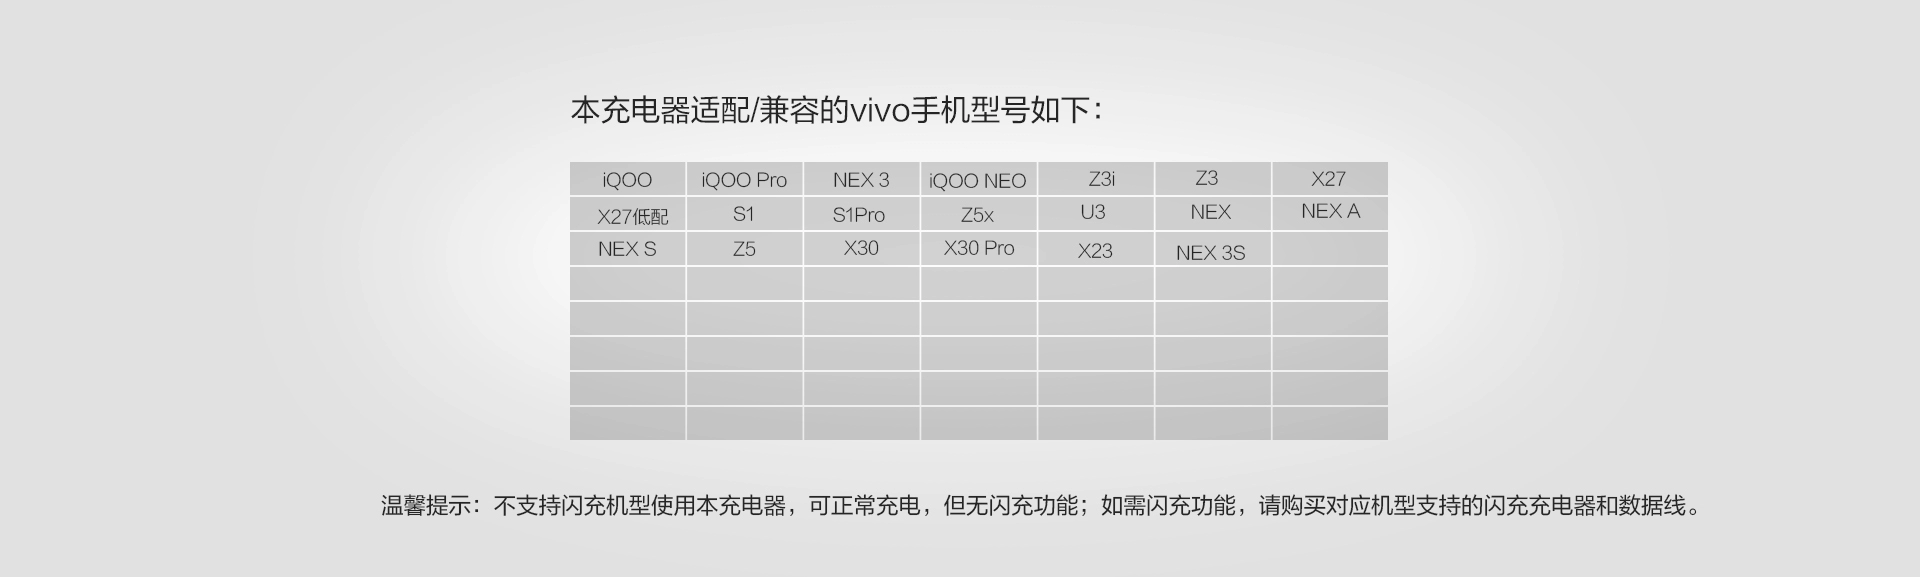 本充电器适配/兼容的vivo手机型号如下：
iQOO iQOO Pro NEX 3 iQOO NEO Z3i Z3 X27
X27低配 S1 S1Pro Z5x U3 NEX NEX A
NEX S Z5 X30 X30 Pro X23 NEX 3S
温馨提示：不支持闪充机型使用本充电器，可正常充电，但无闪充功能；如需闪充功能，请购买对应机型支持的闪充充电器和数据线。